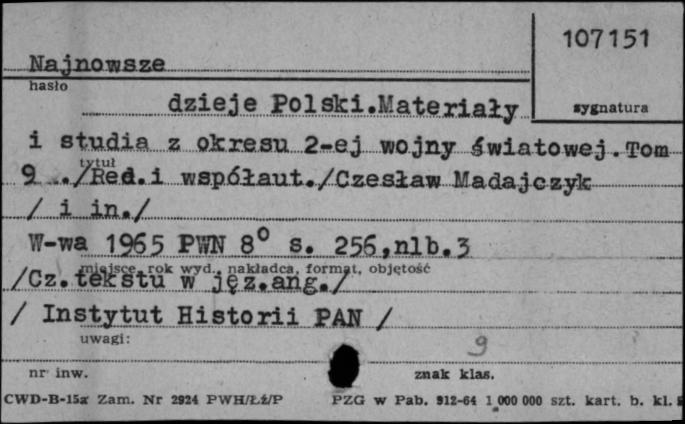 107151
Najnowsze
hasło
sygnatura
dzieje Polski.Materiały
i studia z okresu 2-ej wojny światowej.Tom
tytuł
9 ../Red.i współaut./Czesław Madajczyk
/ i in./
W-wa 1965 PWN 8° s. 256,nlb.3
miejsce, rok wyd., nakładca, format, objętość
/Cz.tekstu w jęz.ang./
/ Instytut Historii PAN /
uwagi:
9
nr inw.
znak klas.
CWD-B-15a Zam. Nr 2924 PWH/Łź/P PZG w Pab. 912-64 1 000 000 szt. kart. b. kl.